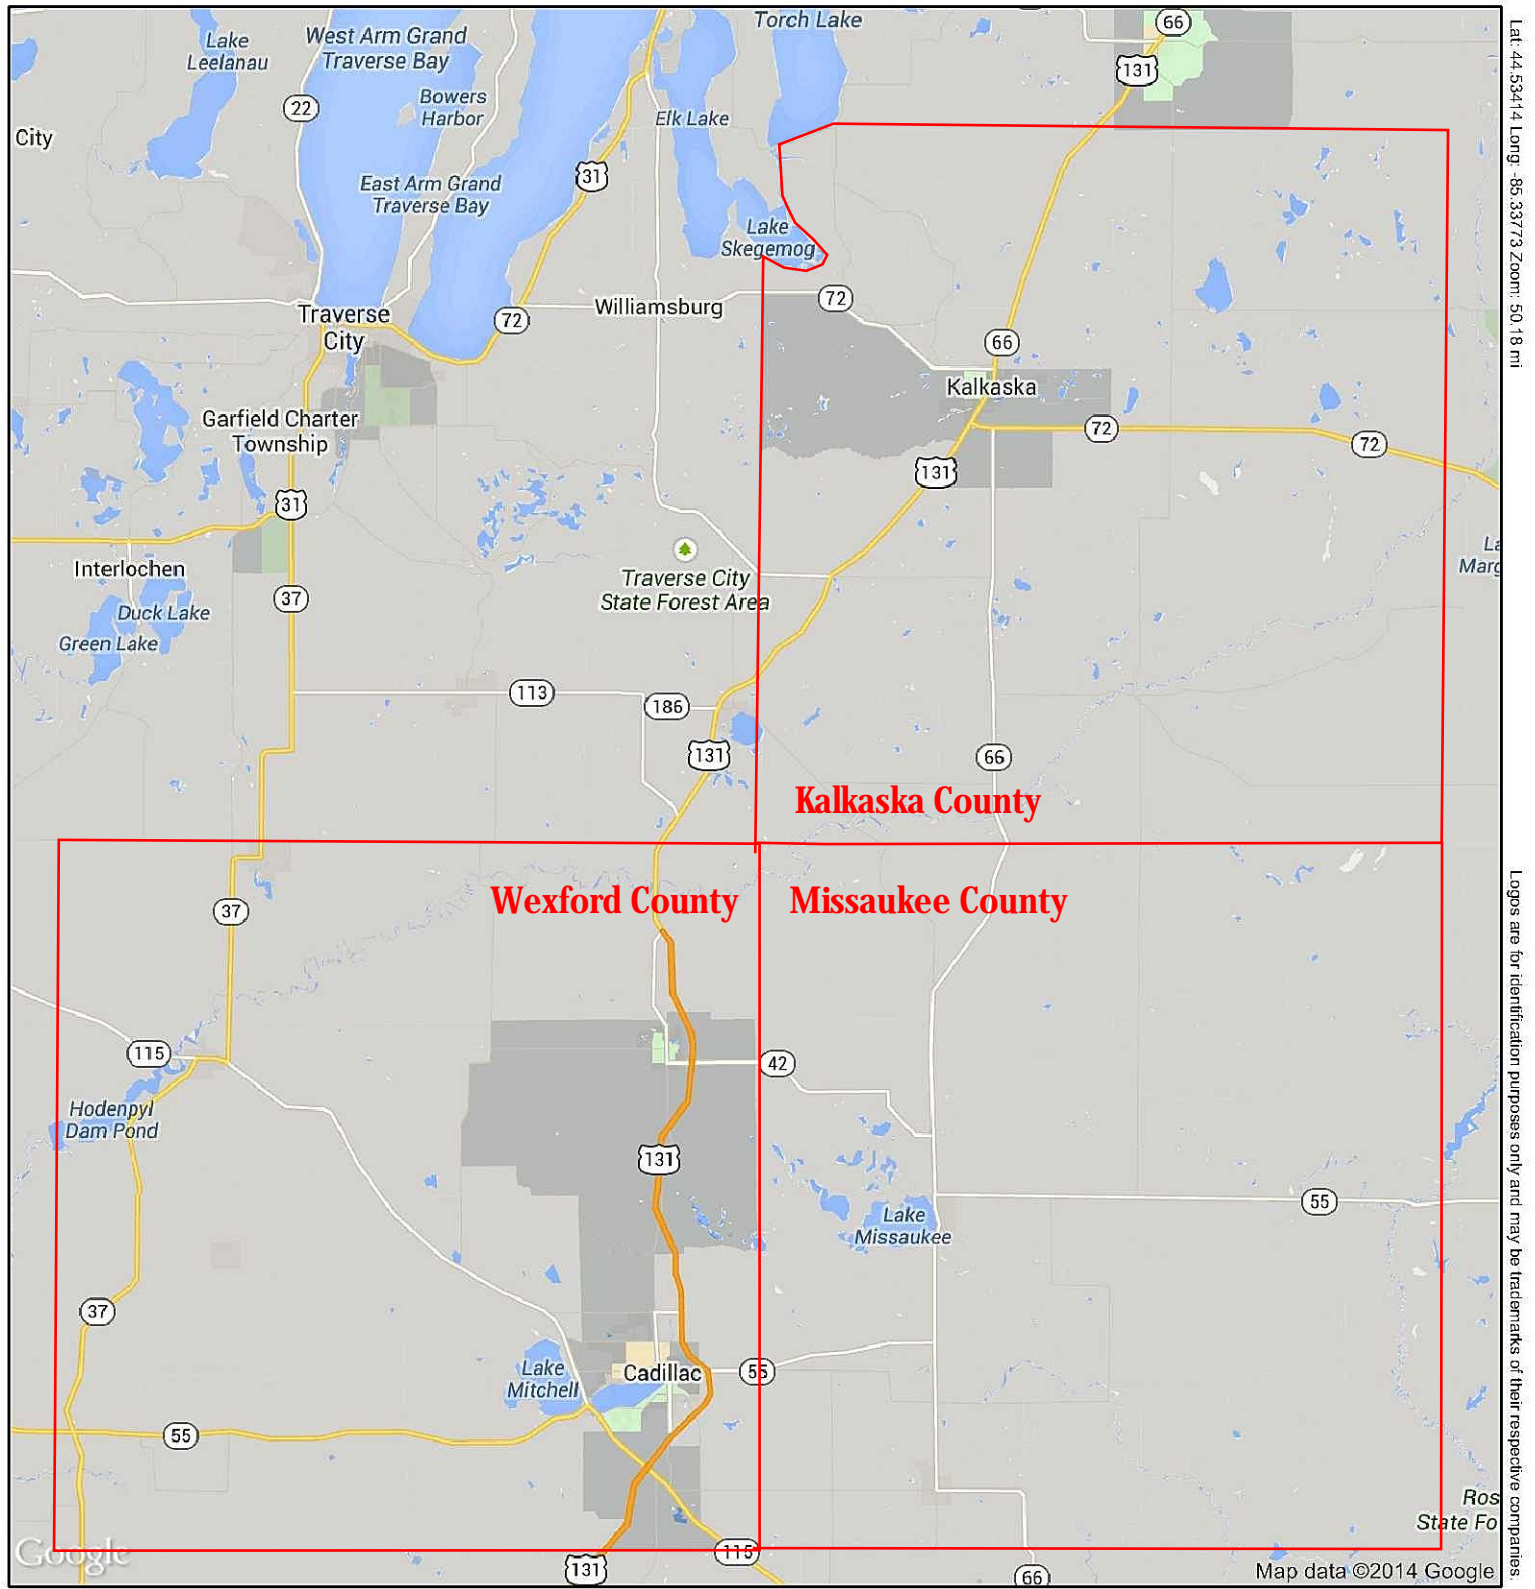 Torch Lake
66
Lake
Leelanau
West Arm Grand
Traverse Bay
131
22
Bowers
Harbor
Elk Lake
City
31
East Arm Grand
Traverse Bay
Lake
Skegemog
72
Williamsburg
Traverse
City
72
66
Kalkaska
Garfield Charter
Township
72
72
131
31
Interlochen
Traverse City
State Forest Area
La
Marg
37
Duck Lake
Green Lake
113
186
131
66
Kalkaska County
Wexford County
Missaukee County
37
115
42
Hodenpyl
Dam Pond
131
55
Lake
Missaukee
37
Lake
Mitchell
Cadillac
55
55
Ros
State Fo
Google
115
131
66
Map data ©2014 Google
Lat: 44.53414 Long: -85.33773 Zoom: 50.18 mi
Logos are for identification purposes only and may be trademarks of their respective companies.